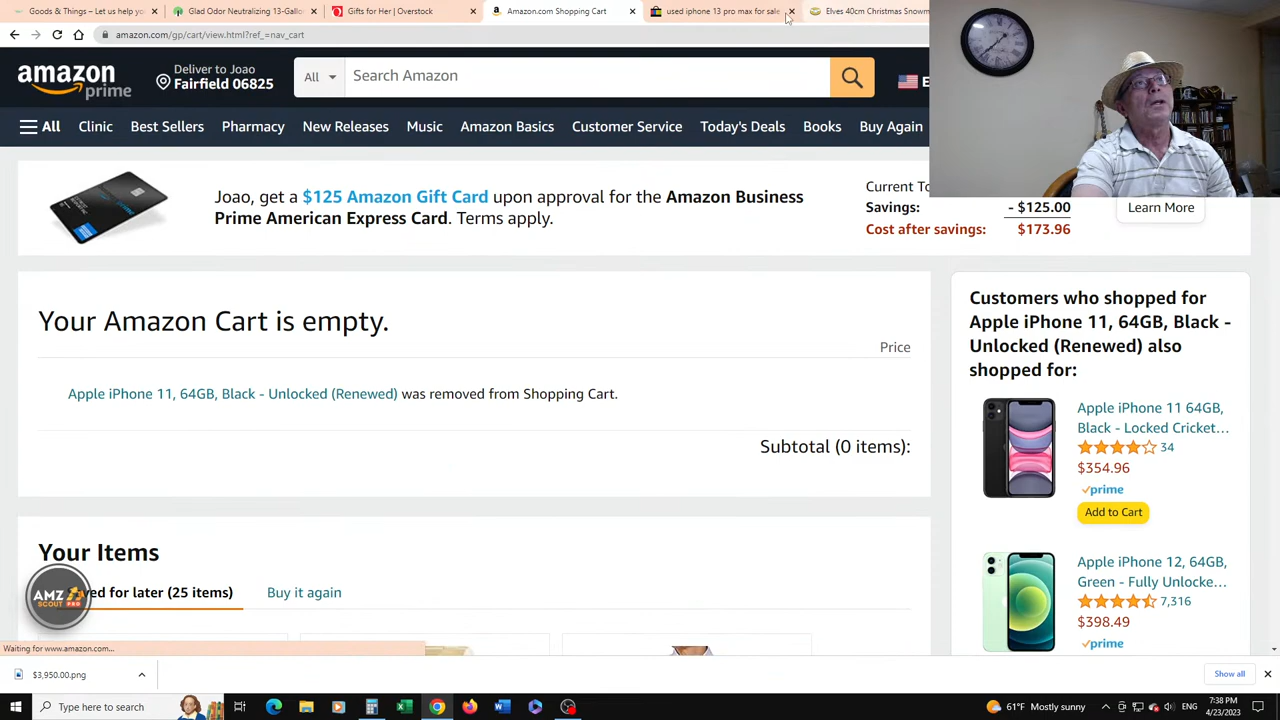 Goods & Things – Let us help yo
Glad Odor Neutralizing 13-Gallo
Gifts for Her | Overstock
Amazon.com Shopping Cart
used iphone 13 pro max for sale
Elves 40cm Christmas Snowm
amazon.com/gp/cart/view.html?ref_=nav_cart
amazon
prime
Deliver to Joao
Fairfield 06825
All
Search Amazon
E
All
Clinic
Best Sellers
Pharmacy
New Releases
Music
Amazon Basics
Customer Service
Today's Deals
Books
Buy Again
Joao, get a $125 Amazon Gift Card upon approval for the Amazon Business
Prime American Express Card. Terms apply.
Current To
Savings: - $125.00
Cost after savings: $173.96
Learn More
Your Amazon Cart is empty.
Price
Apple iPhone 11, 64GB, Black - Unlocked (Renewed) was removed from Shopping Cart.
Subtotal (0 items):
Your Items
ved for later (25 items)
Buy it again
AMZ
SCOUT PRO
Customers who shopped for
Apple iPhone 11, 64GB, Black -
Unlocked (Renewed) also
shopped for:
Apple iPhone 11 64GB,
Black - Locked Cricket…
34
$354.96
prime
Add to Cart
Apple iPhone 12, 64GB,
Green - Fully Unlocke…
7,316
$398.49
prime
Waiting for www.amazon.com...
$3,950.00.png
Show all
Type here to search
61°F Mostly sunny
ENG
7:38 PM
4/23/2023